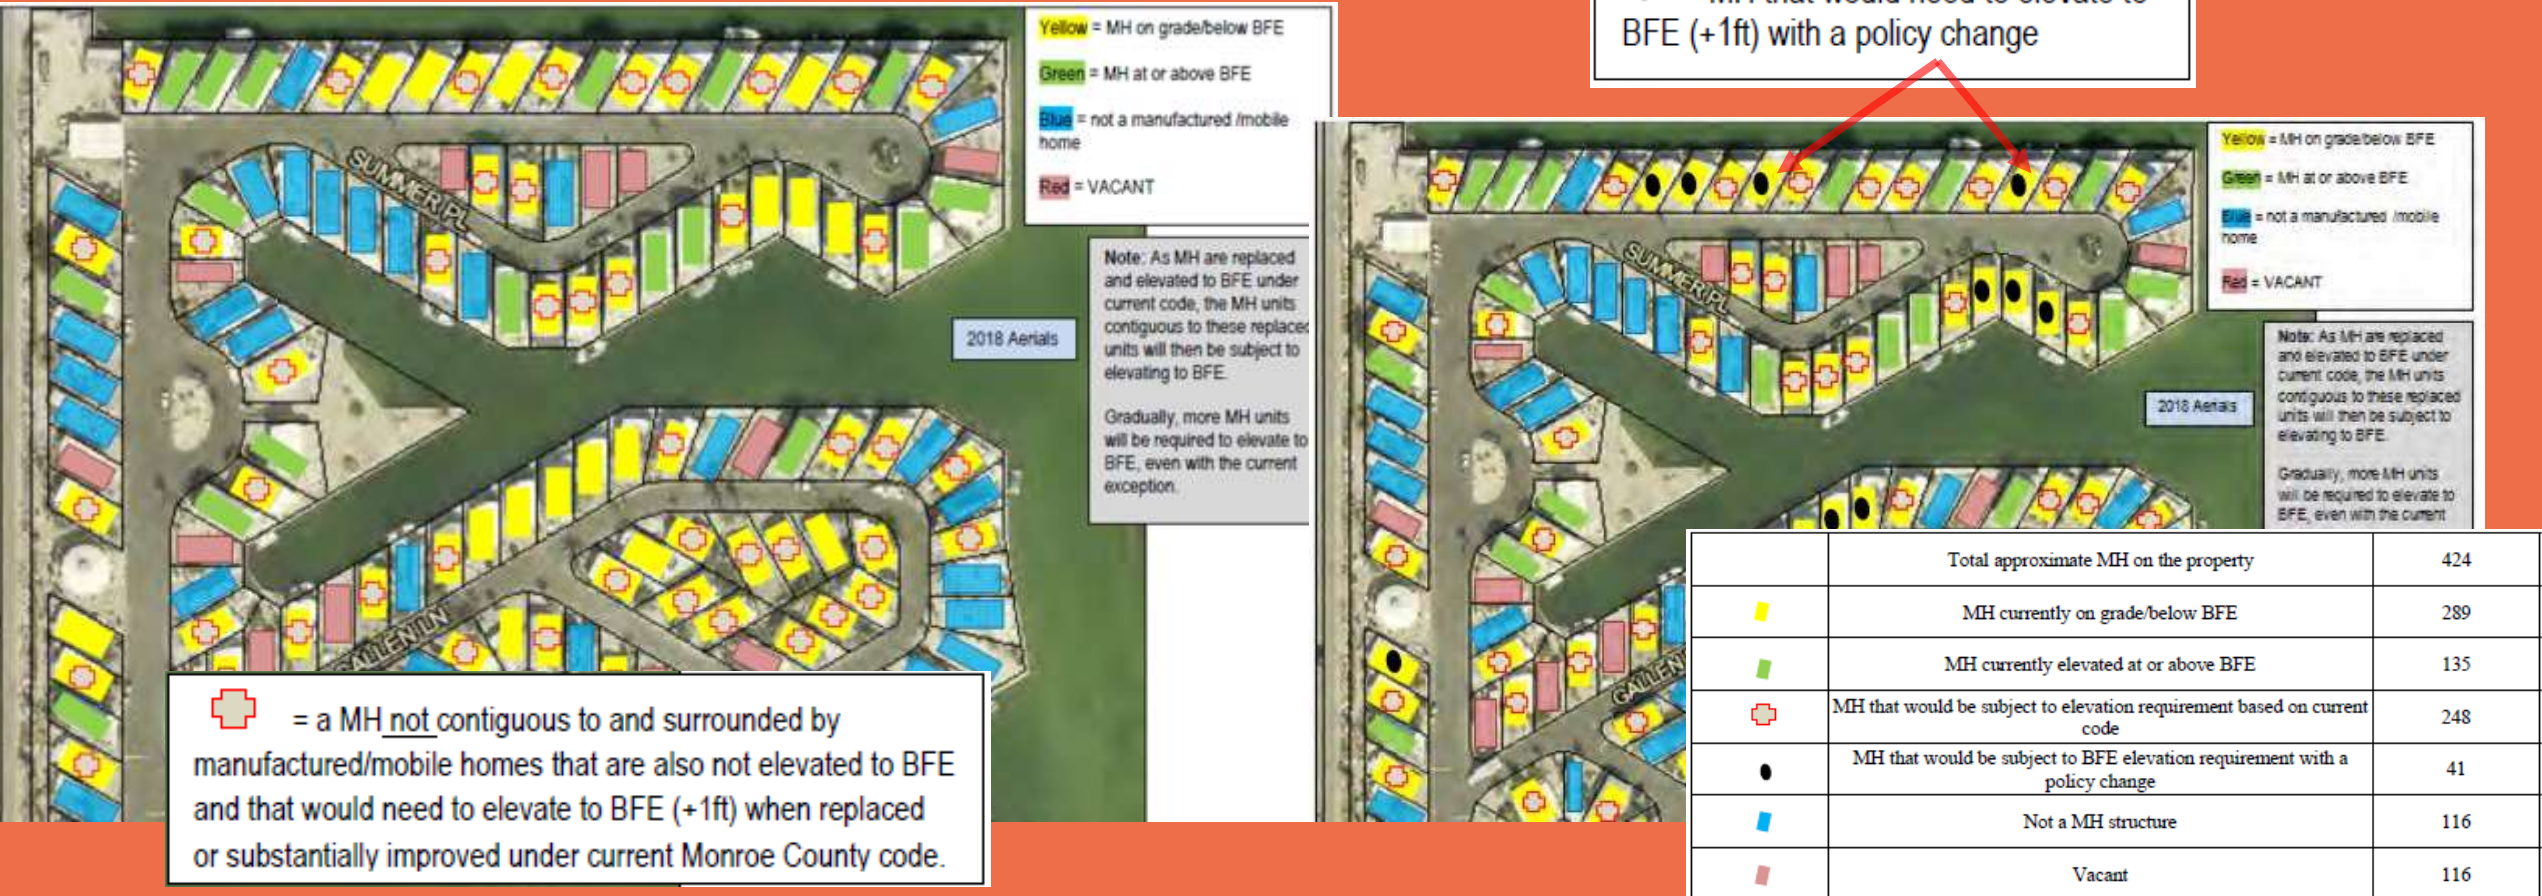 Yellow = MH on grade/below BFE
Green = MH at or above BFE
Blue = not a manufactured /mobile
home
Red = VACANT
SUMMER PL
Note: As MH are replaced
and elevated to BFE under
current code, the MH units
contiguous to these replaced
units will then be subject to
elevating to BFE.
Gradually, more MH units
will be required to elevate to
BFE, even with the current
exception.
2018 Aerials
GALLEN LN
= a MH not contiguous to and surrounded by
manufactured/mobile homes that are also not elevated to BFE
and that would need to elevate to BFE (+1ft) when replaced
or substantially improved under current Monroe County code.
MH that would need to elevate to
BFE (+1ft) with a policy change
Yellow = MH on grade/below BFE
Green = MH at or above BFE
Blue = not a manufactured /mobile
home
Red = VACANT
SUMMER PL
Note: As MH are replaced
and elevated to BFE under
current code, the MH units
contiguous to these replaced
units will then be subject to
elevating to BFE.
Gradually, more MH units
will be required to elevate to
BFE, even with the current
2018 Aerials
GALLEN
Total approximate MH on the property 424
MH currently on grade/below BFE 289
MH currently elevated at or above BFE 135
MH that would be subject to elevation requirement based on current
code 248
MH that would be subject to BFE elevation requirement with a
policy change 41
Not a MH structure 116
Vacant 116